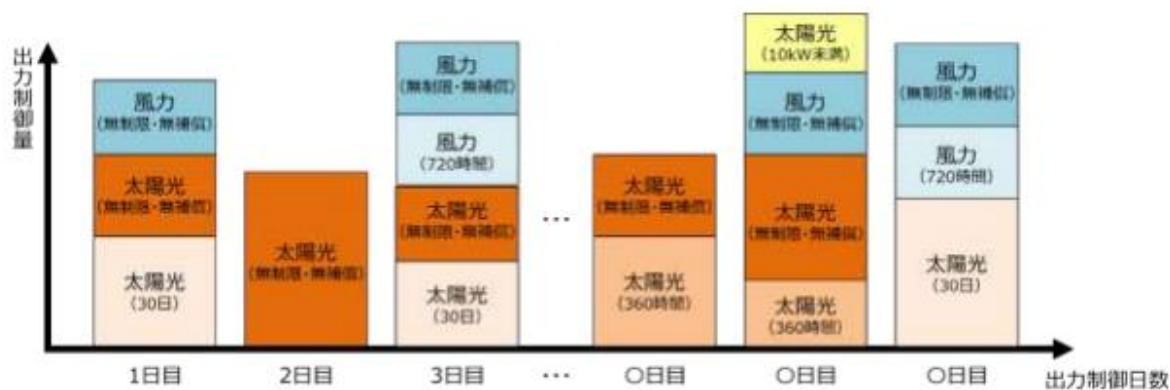 出力制御量
風力
(無制限・無補償)
太陽光
(無制限・無補償)
太陽光
(30日)
太陽光
(無制限・無補償)
風力
(無制限・無補償)
風力
(720時間)
太陽光
(無制限・無補償)
太陽光
(30日)
…
太陽光
(無制限・無補償)
太陽光
(360時間)
太陽光
(10kW未満)
風力
(無制限・無補償)
太陽光
(無制限・無補償)
太陽光
(360時間)
風力
(無制限・無補償)
風力
(720時間)
太陽光
(30日)
1日目 2日目 3日目 … 〇日目 〇日目 〇日目
出力制御日数